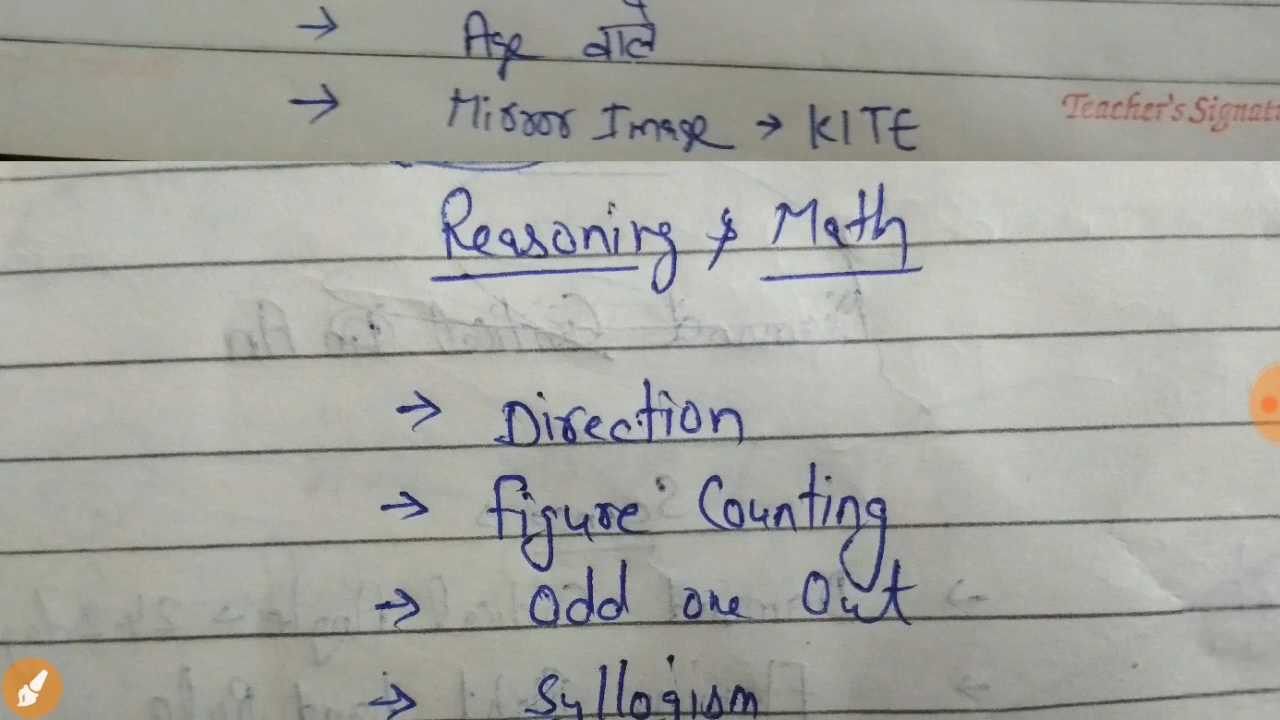 → Age वाले
→ Mirror Image → KITE
Teacher's Signat
Reasoning & Math
→ Direction
→ figure Counting
→ Odd one Out
→ Syllogism